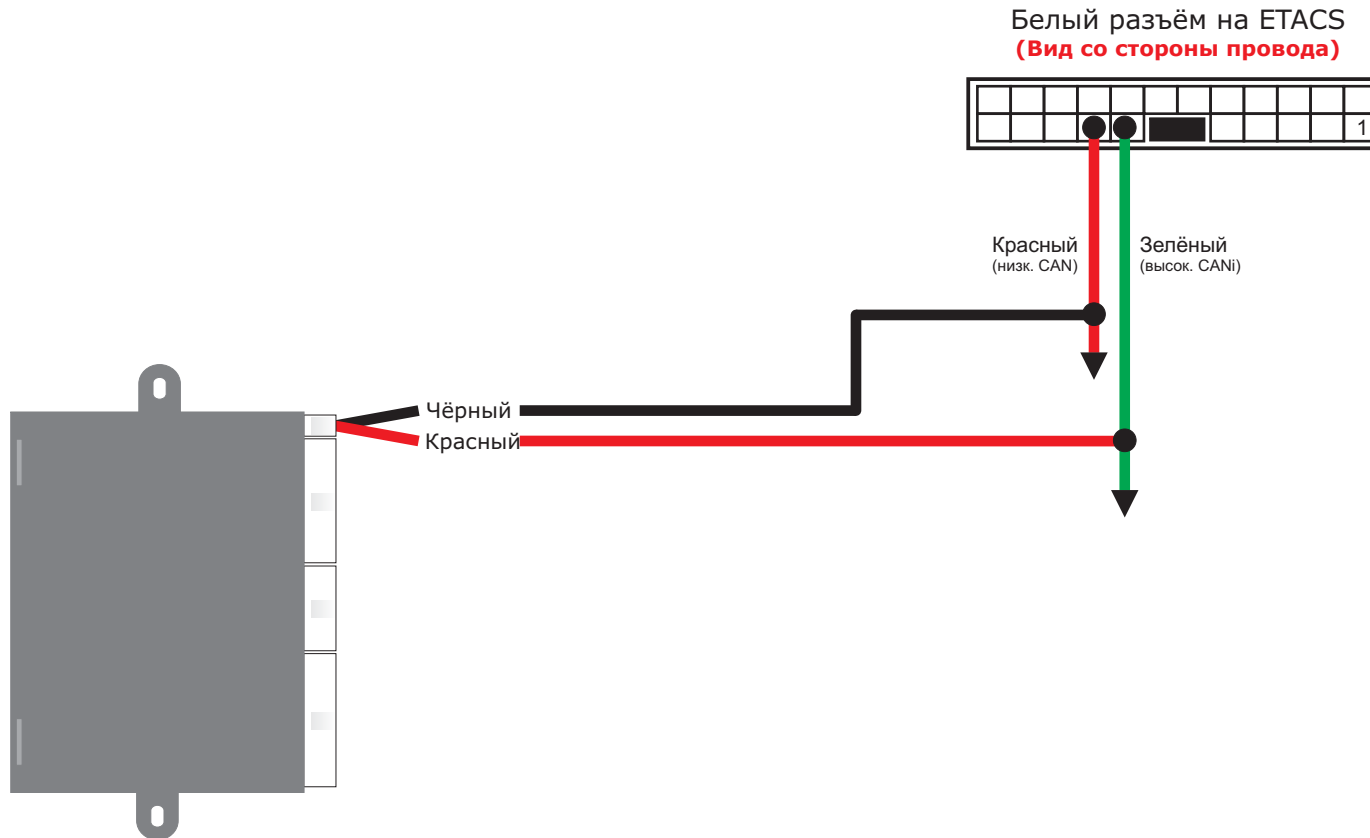 Белый разъём на ETACS
(Вид со стороны провода)
1
Красный
(низк. CAN)
Зелёный
(высок. CANi)
Чёрный
Красный